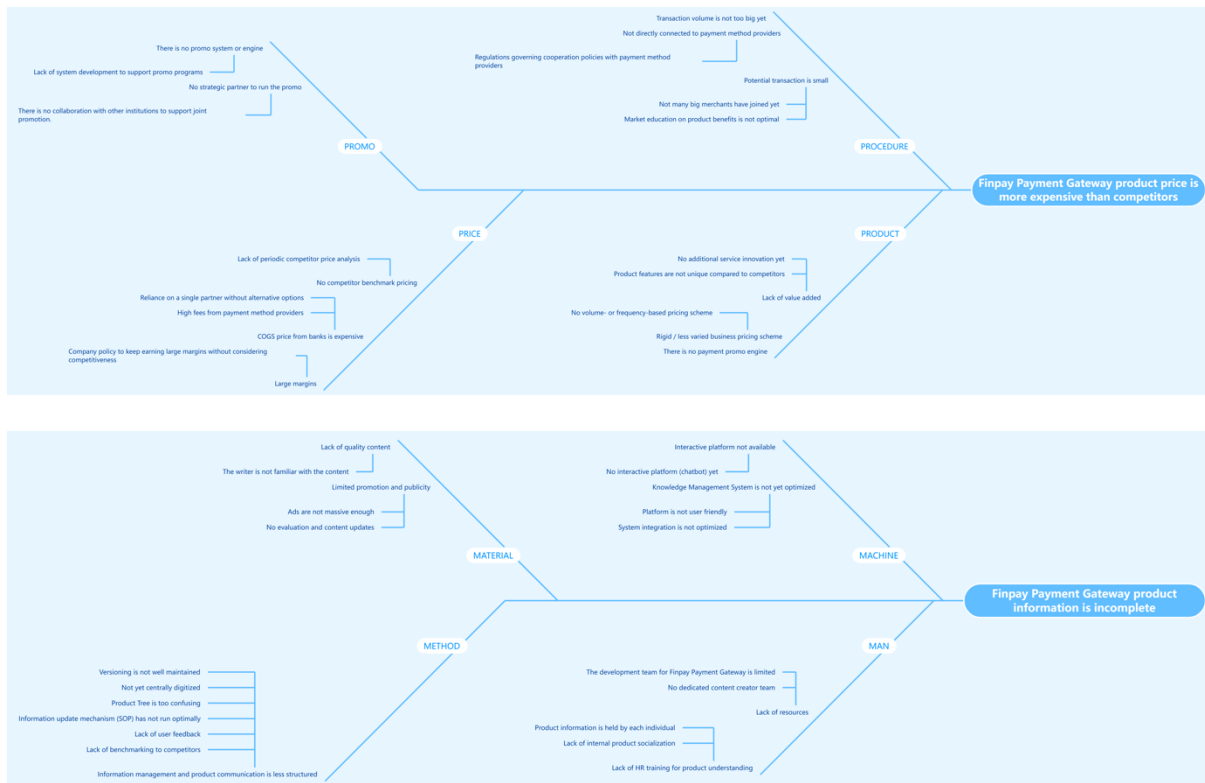 Transaction volume is not too big yet
Not directly connected to payment method providers
There is no promo system or engine
Regulations governing cooperation policies with payment method
providers
Lack of system development to support promo programs
Potential transaction is small
No strategic partner to run the promo
Not many big merchants have joined yet
There is no collaboration with other institutions to support joint
promotion.
Market education on product benefits is not optimal
PROMO
PROCEDURE
Finpay Payment Gateway product price is
more expensive than competitors
PRICE
PRODUCT
Lack of periodic competitor price analysis
No competitor benchmark pricing
Reliance on a single partner without alternative options
High fees from payment method providers
COGS price from banks is expensive
Company policy to keep earning large margins without considering
competitiveness
Large margins
No additional service innovation yet
Product features are not unique compared to competitors
Lack of value added
No volume- or frequency-based pricing scheme
Rigid / less varied business pricing scheme
There is no payment promo engine
Lack of quality content
The writer is not familiar with the content
Limited promotion and publicity
Ads are not massive enough
No evaluation and content updates
MATERIAL
Interactive platform not available
No interactive platform (chatbot) yet
Knowledge Management System is not yet optimized
Platform is not user friendly
System integration is not optimized
MACHINE
Finpay Payment Gateway product
information is incomplete
METHOD
MAN
Versioning is not well maintained
Not yet centrally digitized
Product Tree is too confusing
Information update mechanism (SOP) has not run optimally
Lack of user feedback
Lack of benchmarking to competitors
Information management and product communication is less structured
The development team for Finpay Payment Gateway is limited
No dedicated content creator team
Lack of resources
Product information is held by each individual
Lack of internal product socialization
Lack of HR training for product understanding